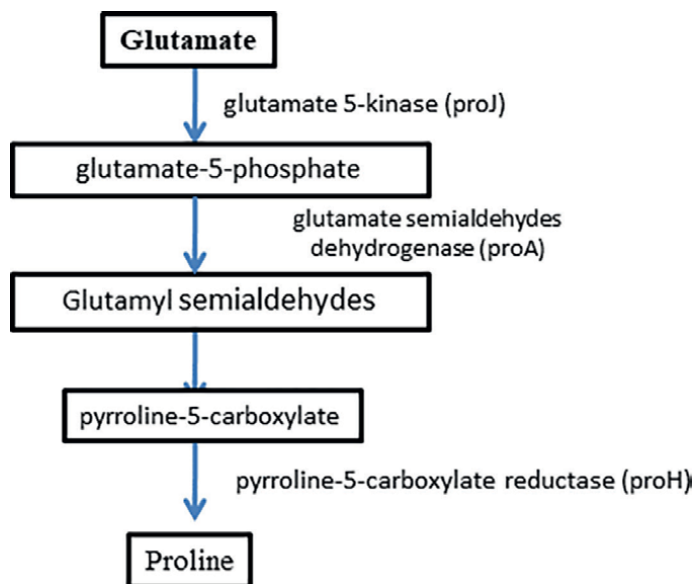 Glutamate
glutamate 5-kinase (proJ)
glutamate-5-phosphate
glutamate semialdehydes
dehydrogenase (proA)
Glutamyl semialdehydes
pyrroline-5-carboxylate
pyrroline-5-carboxylate reductase (proH)
Proline